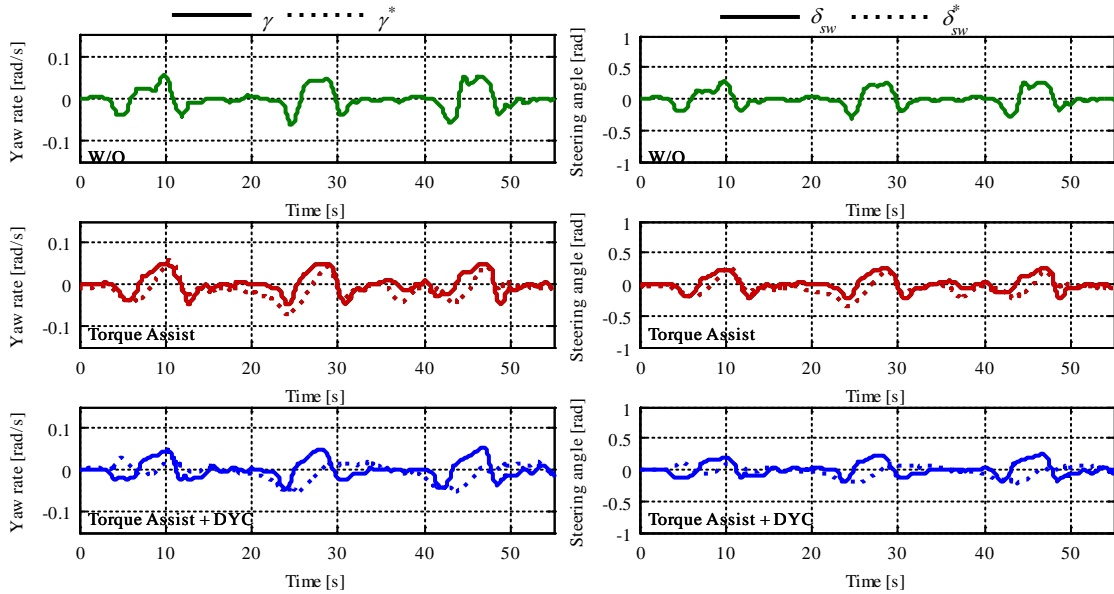 γ γ*
Yaw rate [rad/s]
0.1
0
-0.1
W/O
0 10 20 30 40 50
Time [s]
Yaw rate [rad/s]
0.1
0
-0.1
Torque Assist
0 10 20 30 40 50
Time [s]
Yaw rate [rad/s]
0.1
0
-0.1
Torque Assist + DYC
0 10 20 30 40 50
Time [s]
δsw δ*sw
Steering angle [rad]
1
0.5
0
-0.5
-1
W/O
0 10 20 30 40 50
Time [s]
Steering angle [rad]
1
0.5
0
-0.5
-1
Torque Assist
0 10 20 30 40 50
Time [s]
Steering angle [rad]
1
0.5
0
-0.5
-1
Torque Assist + DYC
0 10 20 30 40 50
Time [s]